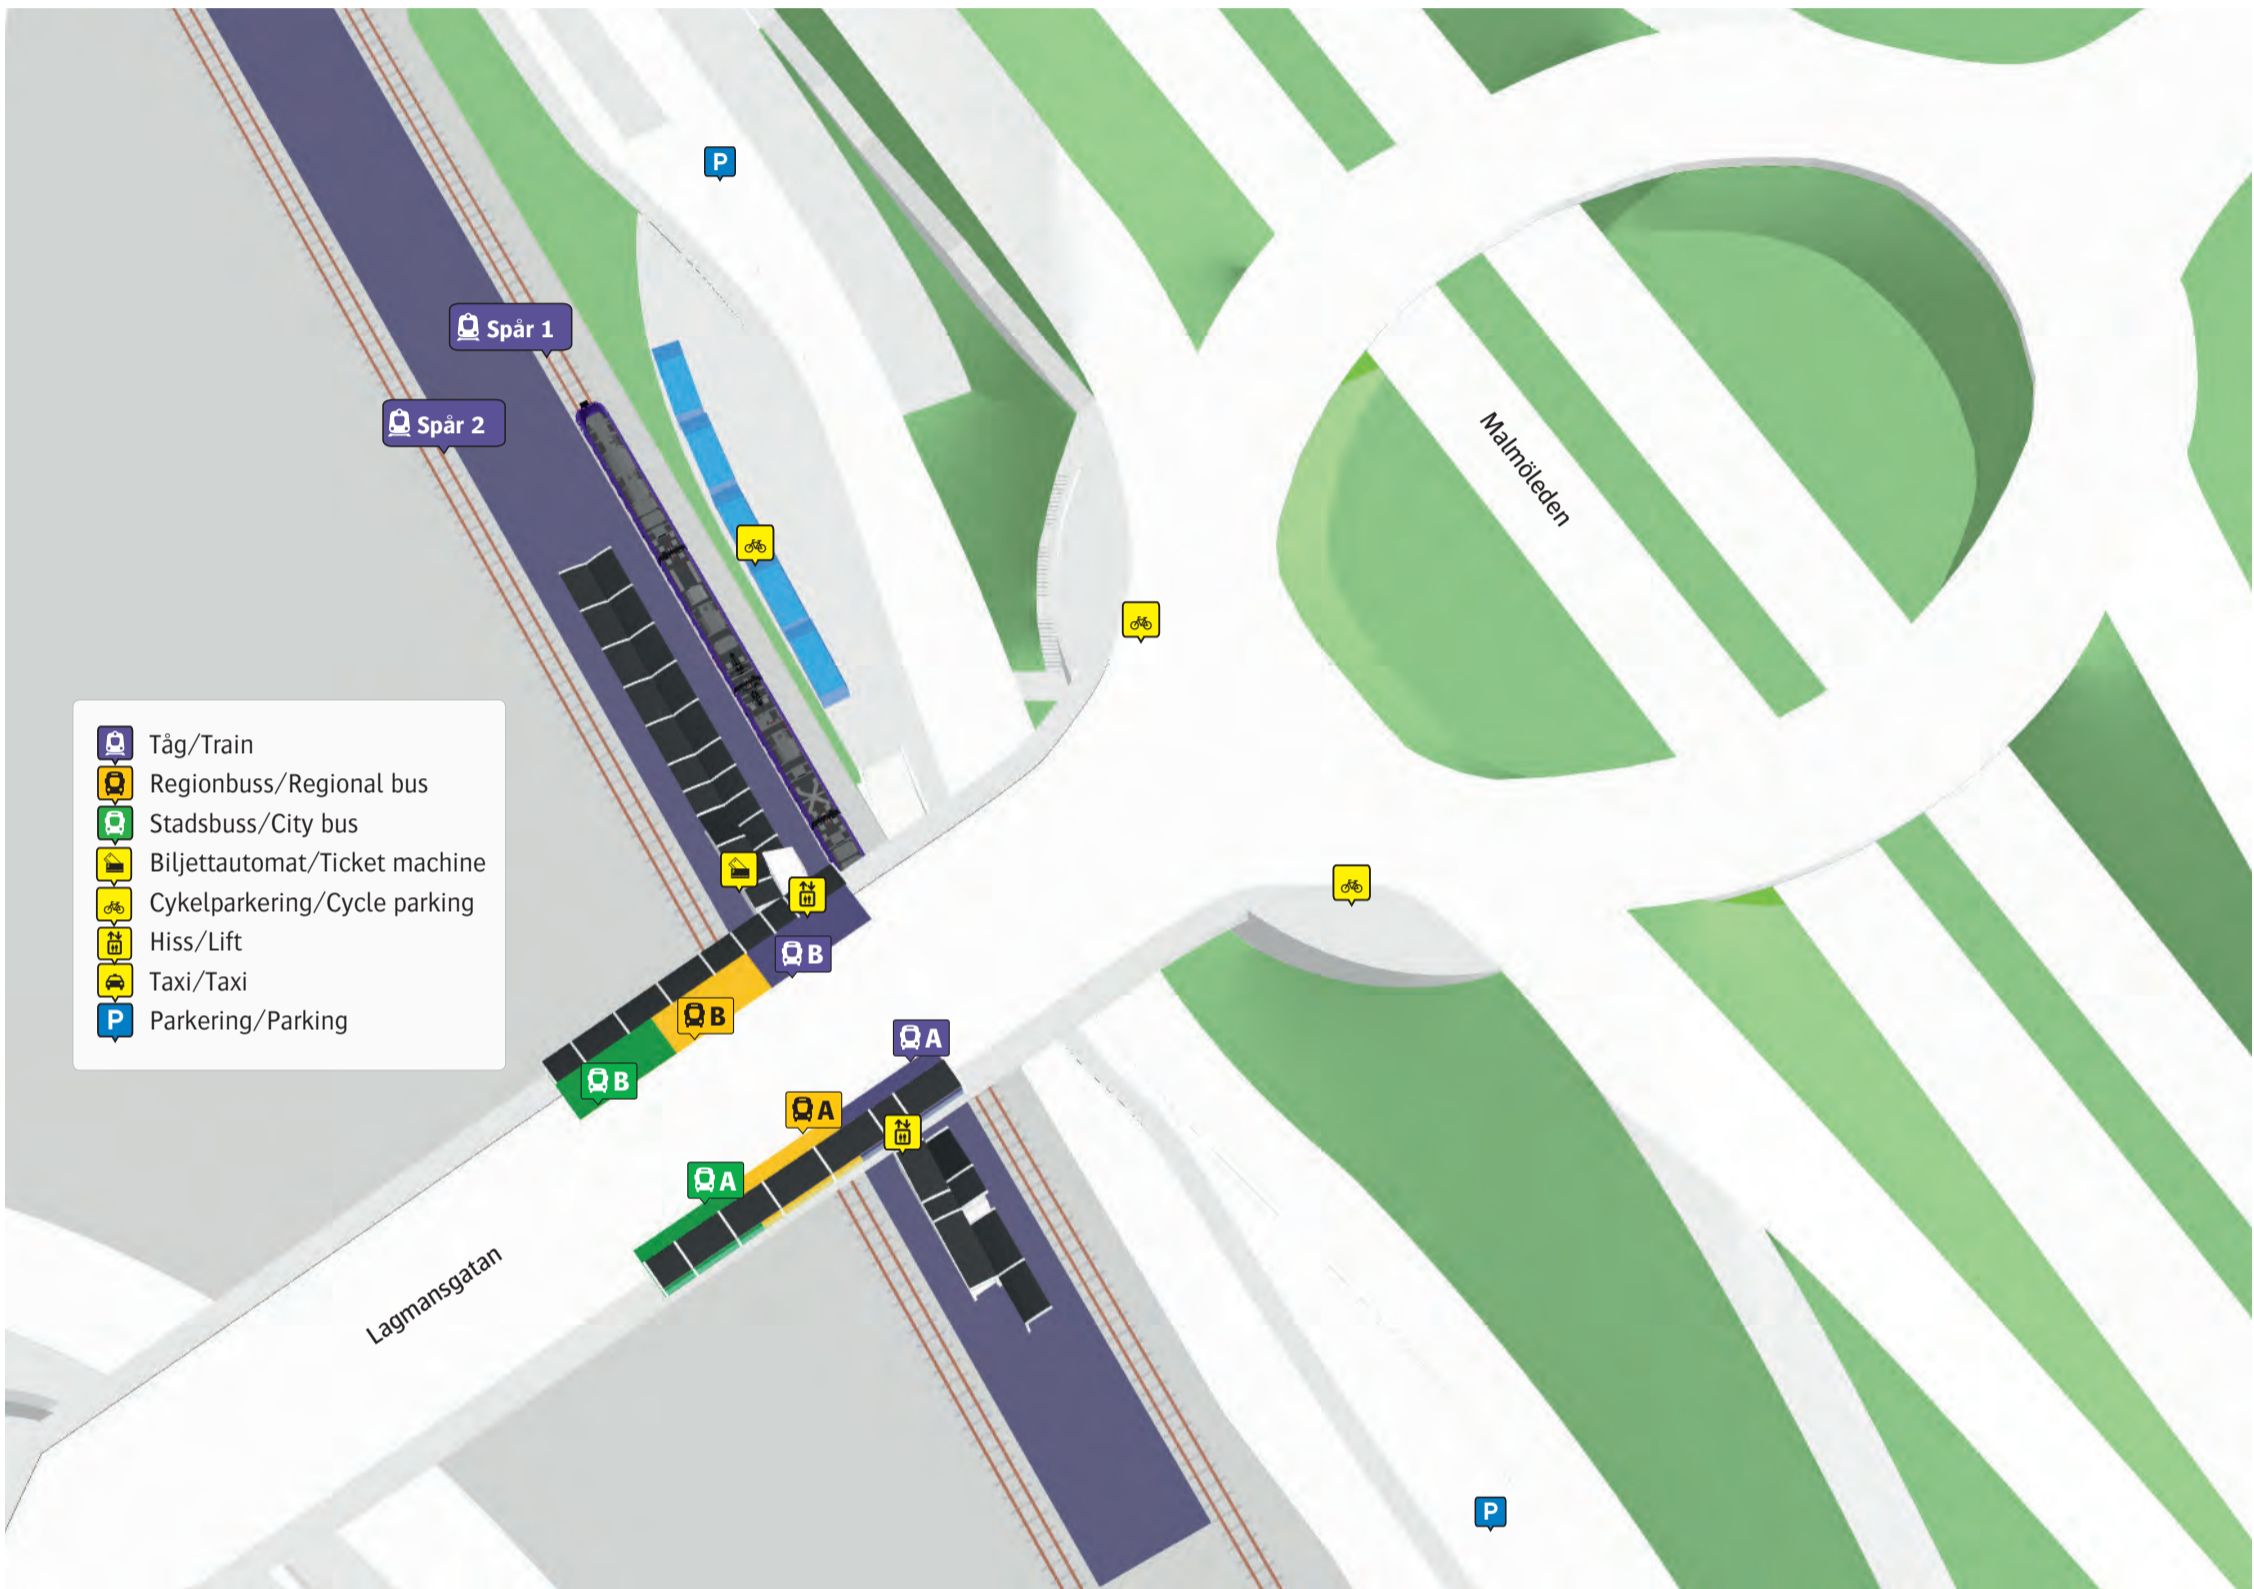 P
Spår 1
Spår 2
Malmöleden
Tåg/Train
Regionbuss/Regional bus
Stadsbuss/City bus
Biljettautomat/Ticket machine
Cykelparkering/Cycle parking
Hiss/Lift
Taxi/Taxi
P Parkering/Parking
B
B
B
A
A
A
Lagmansgatan
P